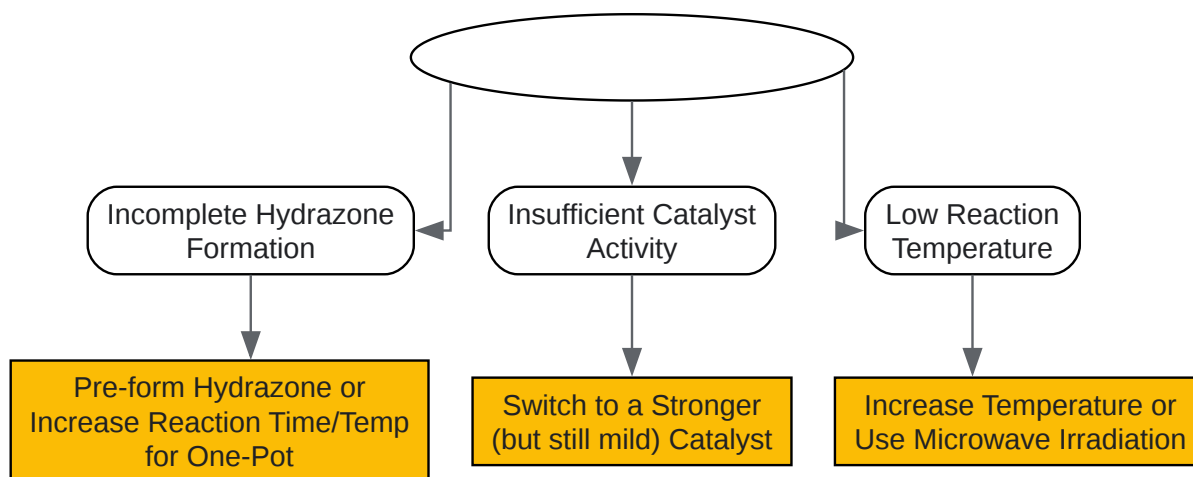 Incomplete Hydrazone
Formation
Insufficient Catalyst
Activity
Low Reaction
Temperature
Pre-form Hydrazone or
Increase Reaction Time/Temp
for One-Pot
Switch to a Stronger
(but still mild) Catalyst
Increase Temperature or
Use Microwave Irradiation